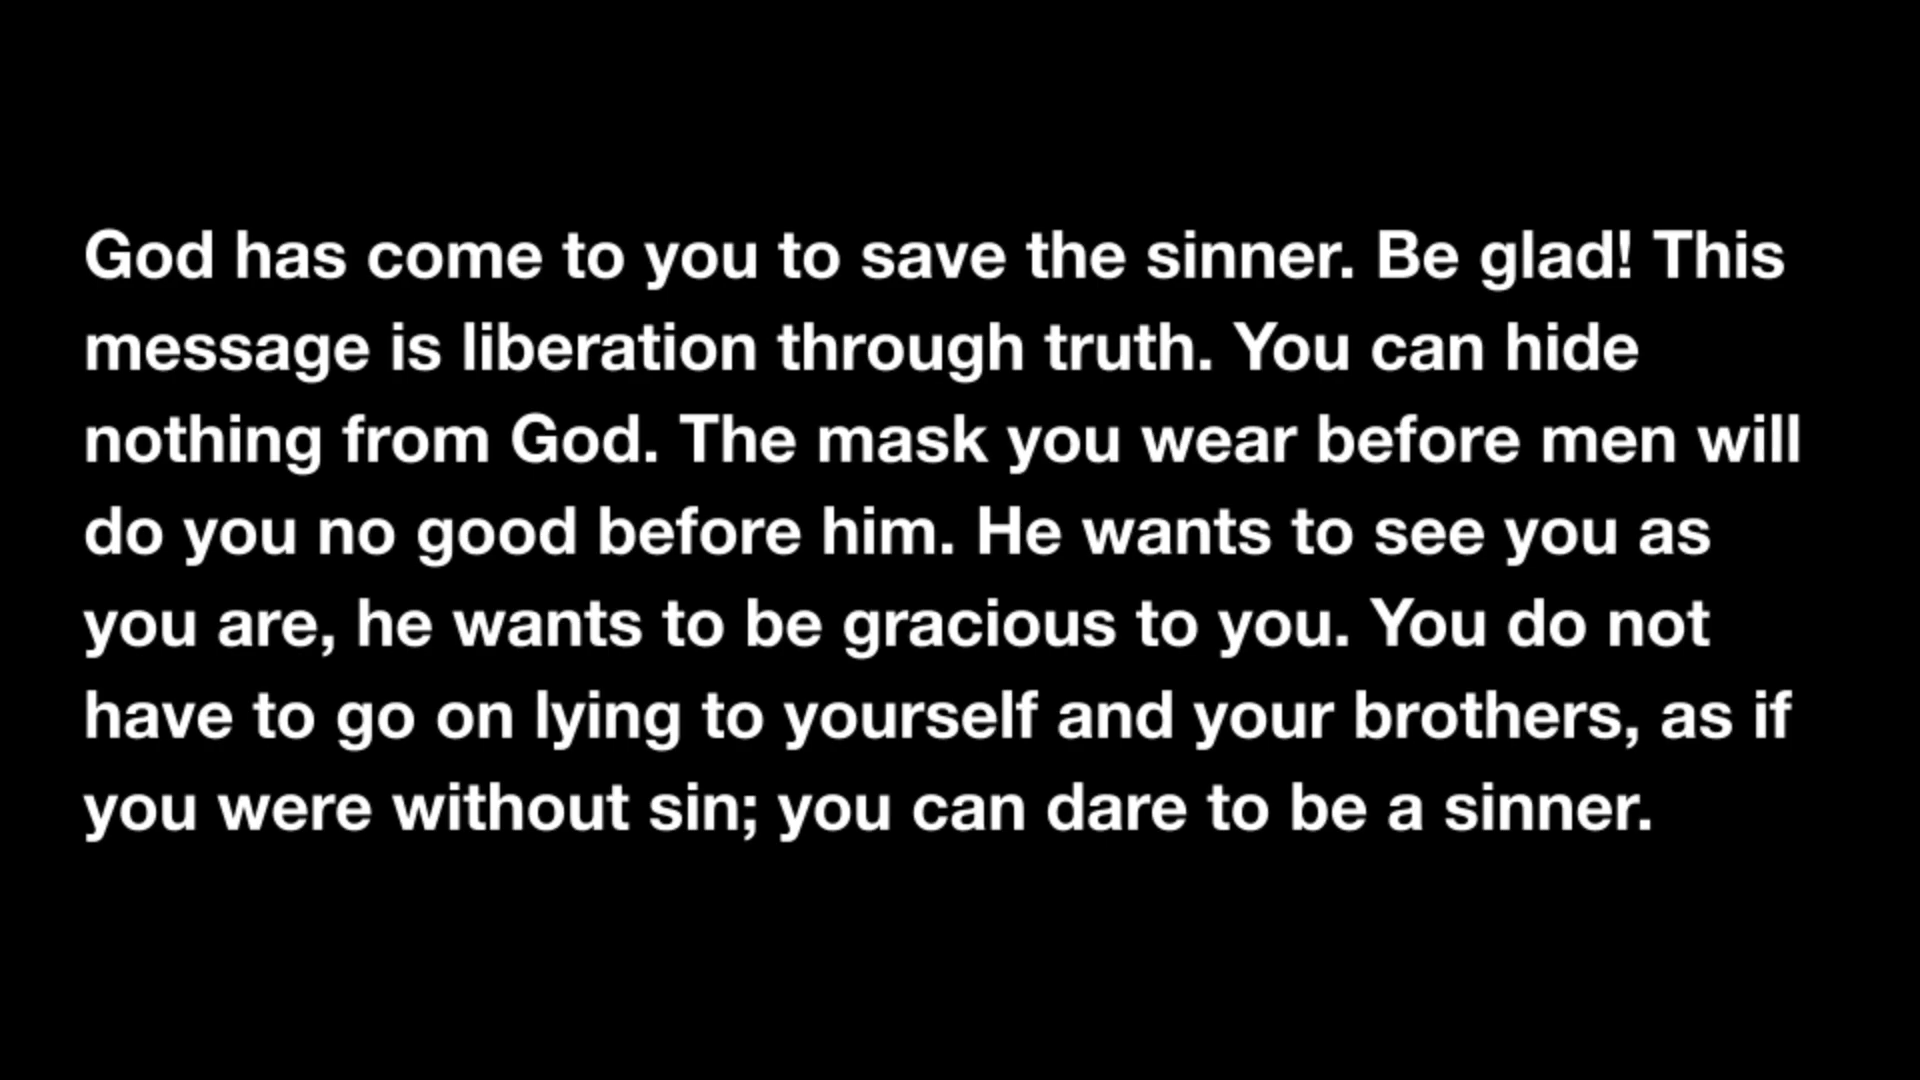 God has come to you to save the sinner. Be glad! This
message is liberation through truth. You can hide
nothing from God. The mask you wear before men will
do you no good before him. He wants to see you as
you are, he wants to be gracious to you. You do not
have to go on lying to yourself and your brothers, as if
you were without sin; you can dare to be a sinner.